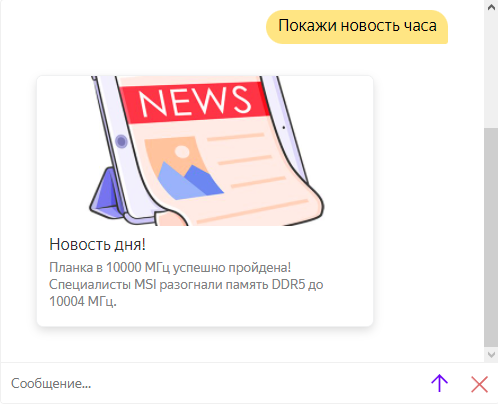 Покажи новость часа
NEWS
Новость дня!
Планка в 10000 МГц успешно пройдена!
Специалисты MSI разогнали память DDR5 до
10004 МГц.
Сообщение...